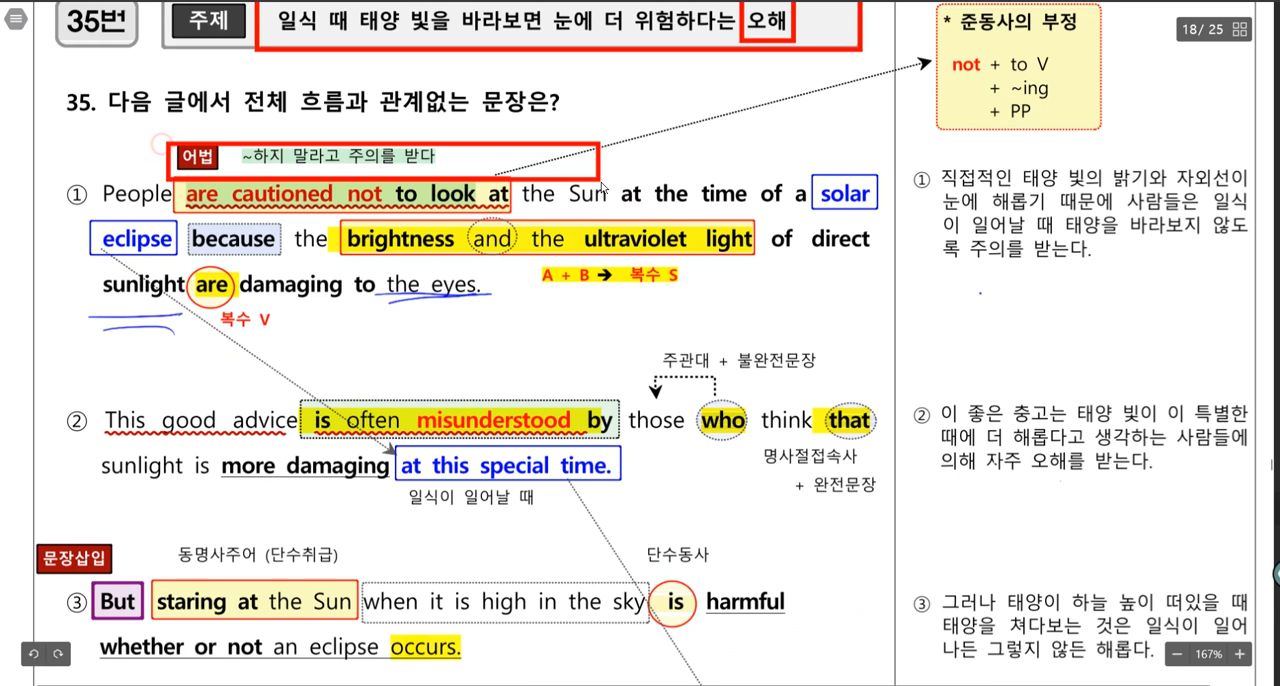 35번
주제
일식 때 태양 빛을 바라보면 눈에 더 위험하다는 오해
* 준동사의 부정
not + to V
+ ~ing
+ PP
18/ 25
35. 다음 글에서 전체 흐름과 관계없는 문장은?
어법
~하지 말라고 주의를 받다
① People are cautioned not to look at the Sun at the time of a solar
eclipse because the brightness and the ultraviolet light of direct
sunlight are damaging to the eyes.
A + B ➔ 복수 S
복수 V
① 직접적인 태양 빛의 밝기와 자외선이
눈에 해롭기 때문에 사람들은 일식
이 일어날 때 태양을 바라보지 않도
록 주의를 받는다.
주관대 + 불완전문장
② This good advice is often misunderstood by those who think that
sunlight is more damaging at this special time.
명사절접속사
+ 완전문장
일식이 일어날 때
② 이 좋은 충고는 태양 빛이 이 특별한
때에 더 해롭다고 생각하는 사람들에
의해 자주 오해를 받는다.
문장삽입
동명사주어 (단수취급)
단수동사
③ But staring at the Sun when it is high in the sky is harmful
whether or not an eclipse occurs.
③ 그러나 태양이 하늘 높이 떠있을 때
태양을 쳐다보는 것은 일식이 일어
나든 그렇지 않든 해롭다.
167%